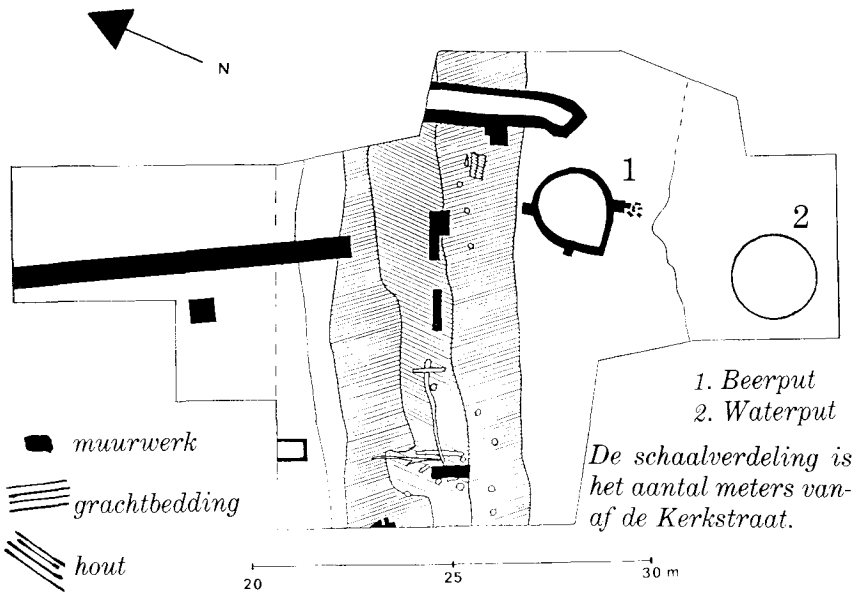 N
1
2
1. Beerput
2. Waterput
muurwerk
grachtbedding
hout
De schaalverdeling is
het aantal meters van-
af de Kerkstraat.
20 25 30 m